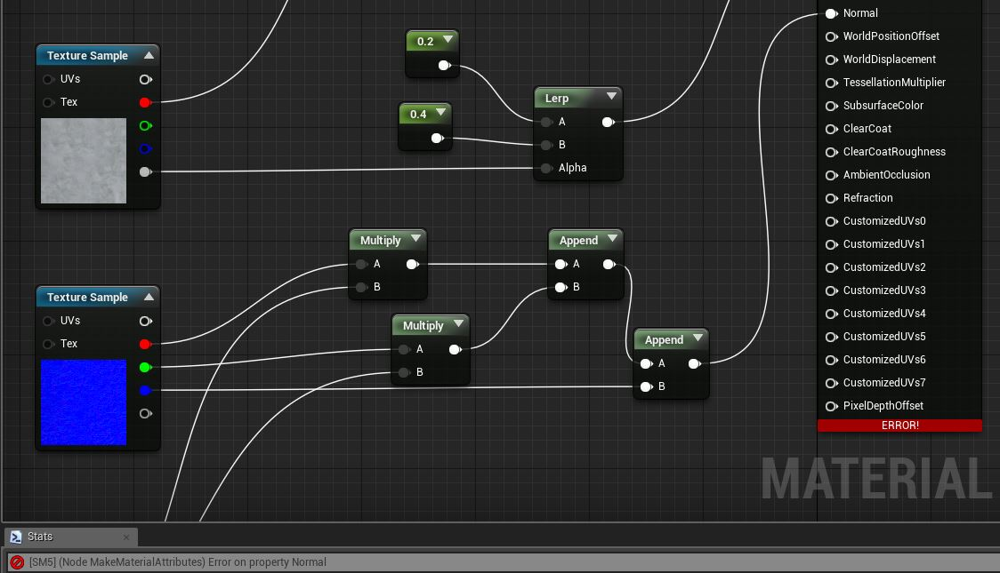 Texture Sample
UVs
Tex
0.2
0.4
Lerp
A
B
Alpha
Multiply
A
B
Append
A
B
Texture Sample
UVs
Tex
Multiply
A
B
Append
A
B
Normal
WorldPositionOffset
WorldDisplacement
TessellationMultiplier
SubsurfaceColor
ClearCoat
ClearCoatRoughness
AmbientOcclusion
Refraction
CustomizedUVs0
CustomizedUVs1
CustomizedUVs2
CustomizedUVs3
CustomizedUVs4
CustomizedUVs5
CustomizedUVs6
CustomizedUVs7
PixelDepthOffset
ERROR!
MATERIAL
Stats
[SM5] (Node MakeMaterialAttributes) Error on property Normal